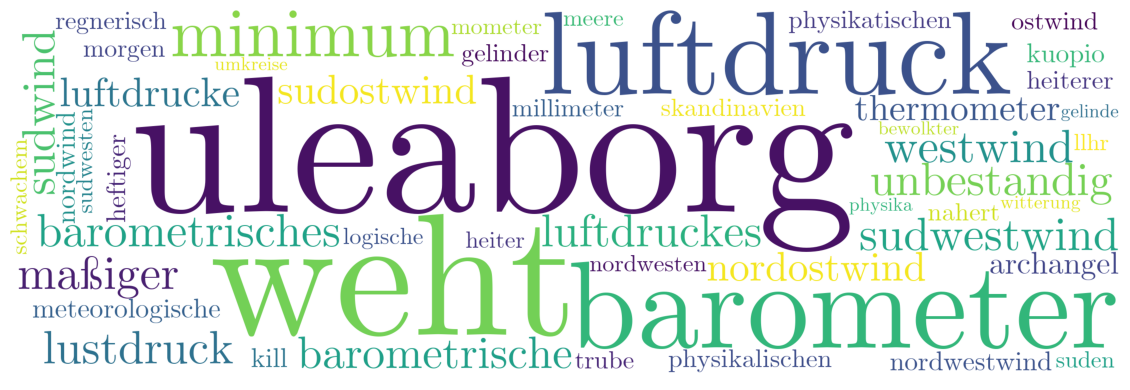 regnerisch
minimum
mometer
meere
luftdruck
physikatischen
ostwind
morgen
gelinder
kuopio
umkreise
sudwind
luftdrucke
sudostwind
heiterer
millimeter
skandinavien
thermometer
gelinde
uleaborg
nordwind
sudwesten
heftiger
schwachem
bewolkter
westwind
llhr
unbestandig
physika
nahert
witterung
barometrisches
logische
heiter
luftdruckes
sudwestwind
weht
maßiger
nordwesten
nordostwind
archangel
barometer
meteorologische
lustdruck
kill
barometrische
trube
physikalischen
nordwestwind
suden